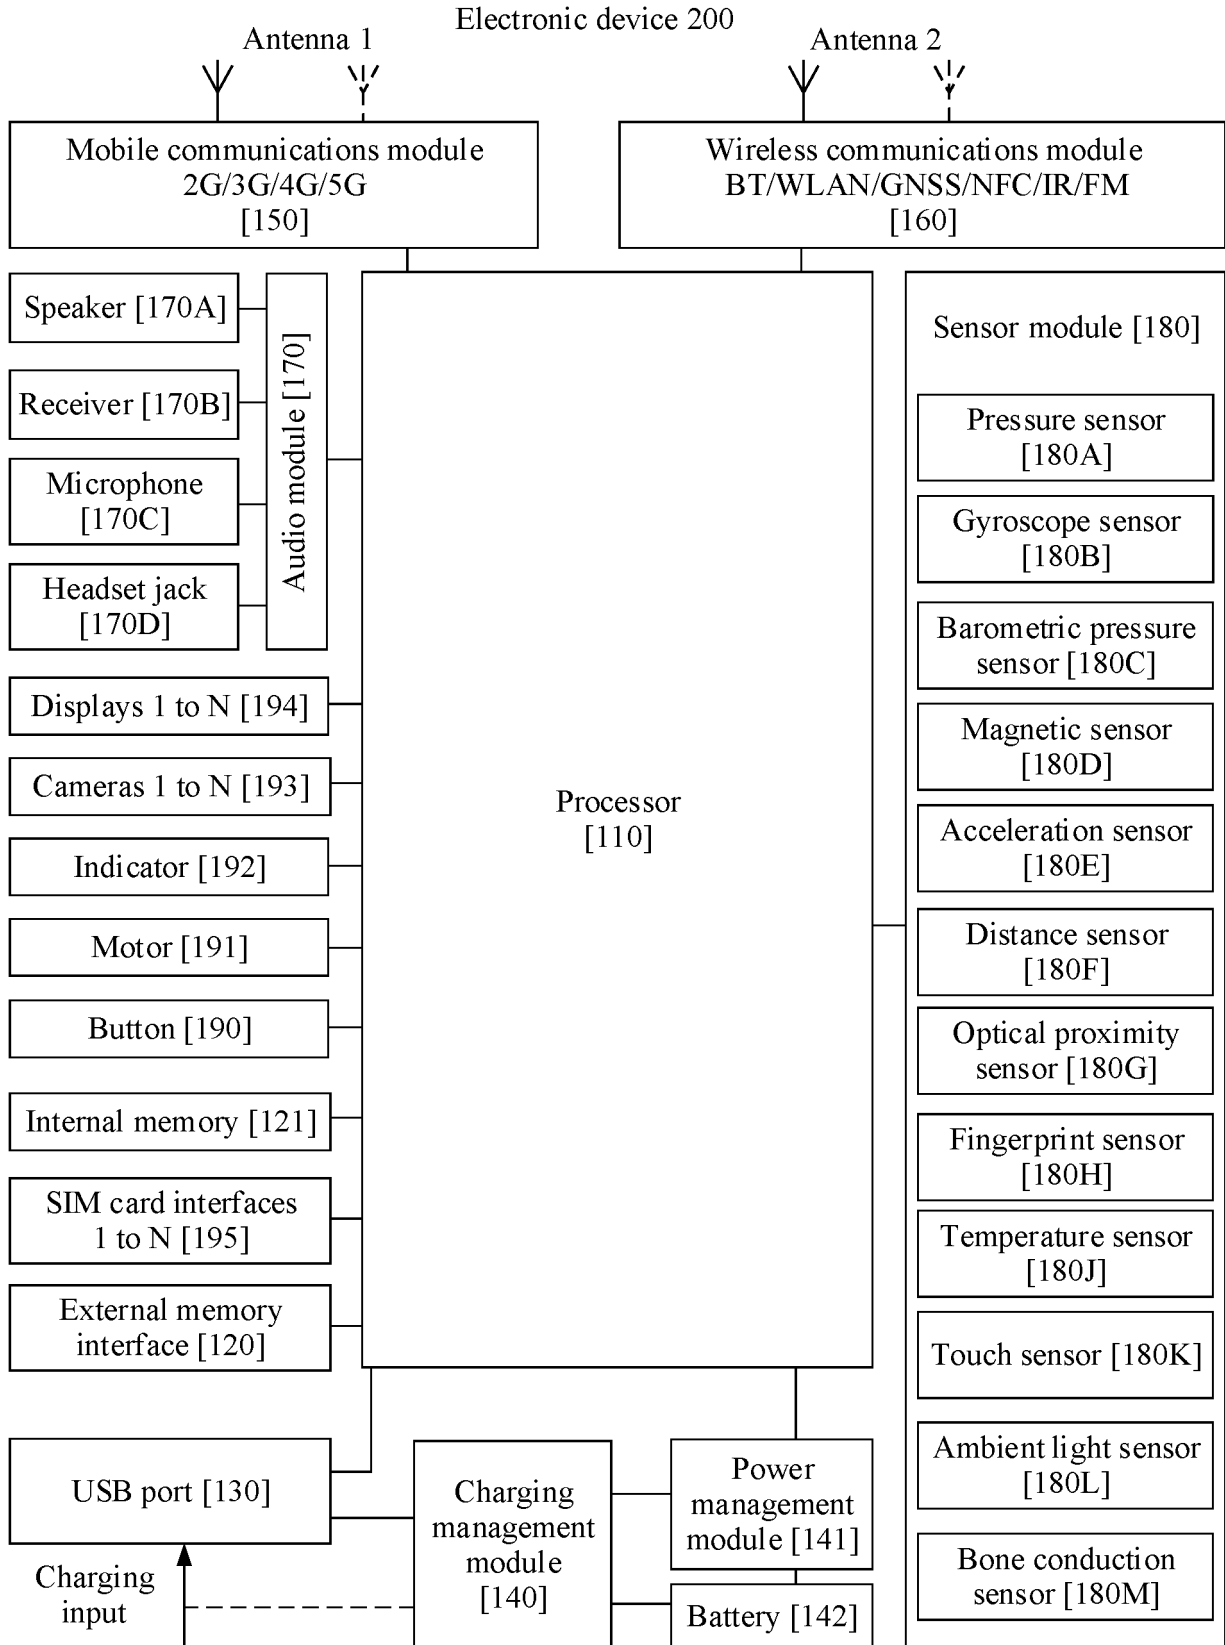 Electronic device 200
Antenna 1
Antenna 2
Mobile communications module
2G/3G/4G/5G
[150]
Wireless communications module
BT/WLAN/GNSS/NFC/IR/FM
[160]
Speaker [170A]
Receiver [170B]
Microphone
[170C]
Headset jack
[170D]
Audio module [170]
Displays 1 to N [194]
Cameras 1 to N [193]
Indicator [192]
Motor [191]
Button [190]
Internal memory [121]
SIM card interfaces
1 to N [195]
External memory
interface [120]
Processor
[110]
Sensor module [180]
Pressure sensor
[180A]
Gyroscope sensor
[180B]
Barometric pressure
sensor [180C]
Magnetic sensor
[180D]
Acceleration sensor
[180E]
Distance sensor
[180F]
Optical proximity
sensor [180G]
Fingerprint sensor
[180H]
Temperature sensor
[180J]
Touch sensor [180K]
Ambient light sensor
[180L]
Bone conduction
sensor [180M]
USB port [130]
Charging
input
Charging
management
module
[140]
Power
management
module [141]
Battery [142]